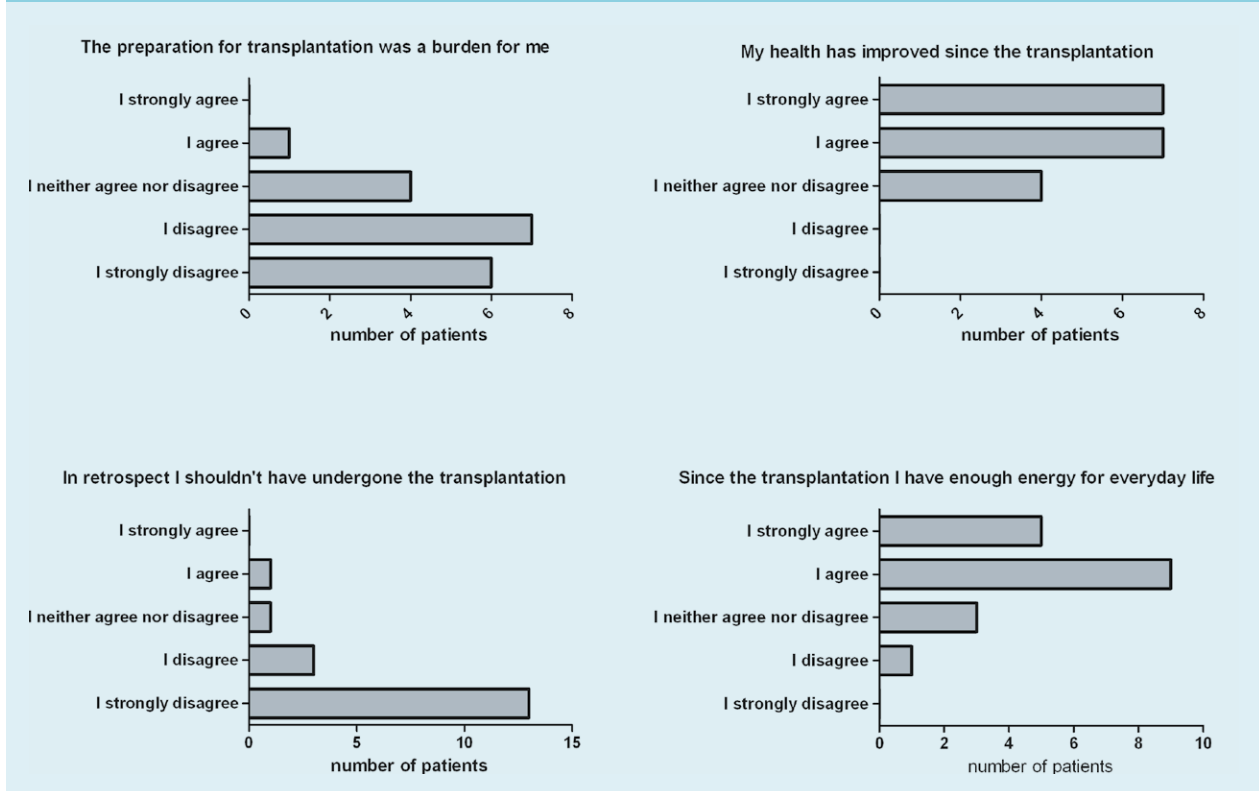 The preparation for transplantation was a burden for me
I strongly agree
I agree
I neither agree nor disagree
I disagree
I strongly disagree
0 2 4 6 8
number of patients
My health has improved since the transplantation
I strongly agree
I agree
I neither agree nor disagree
I disagree
I strongly disagree
0 2 4 6 8
number of patients
In retrospect I shouldn't have undergone the transplantation
I strongly agree
I agree
I neither agree nor disagree
I disagree
I strongly disagree
0 5 10 15
number of patients
Since the transplantation I have enough energy for everyday life
I strongly agree
I agree
I neither agree nor disagree
I disagree
I strongly disagree
0 2 4 6 8 10
number of patients